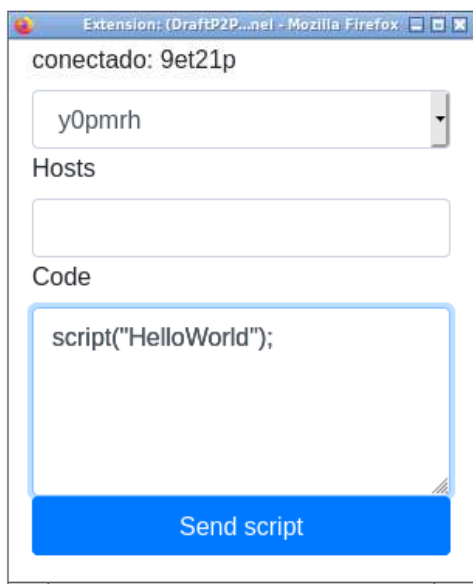 Extension: (DraftP2P...nel - Mozilla Firefox
conectado: 9et21p
y0pmrh
Hosts
Code
script("HelloWorld");
Send script